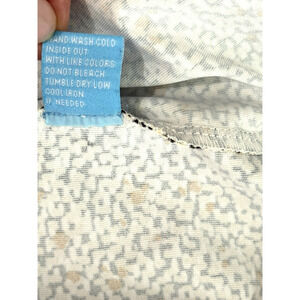 HAND WASH COLD
INSIDE OUT
WITH LIKE COLORS
DO NOT BLEACH
TUMBLE DRY LOW
COOL IRON
IF NEEDED